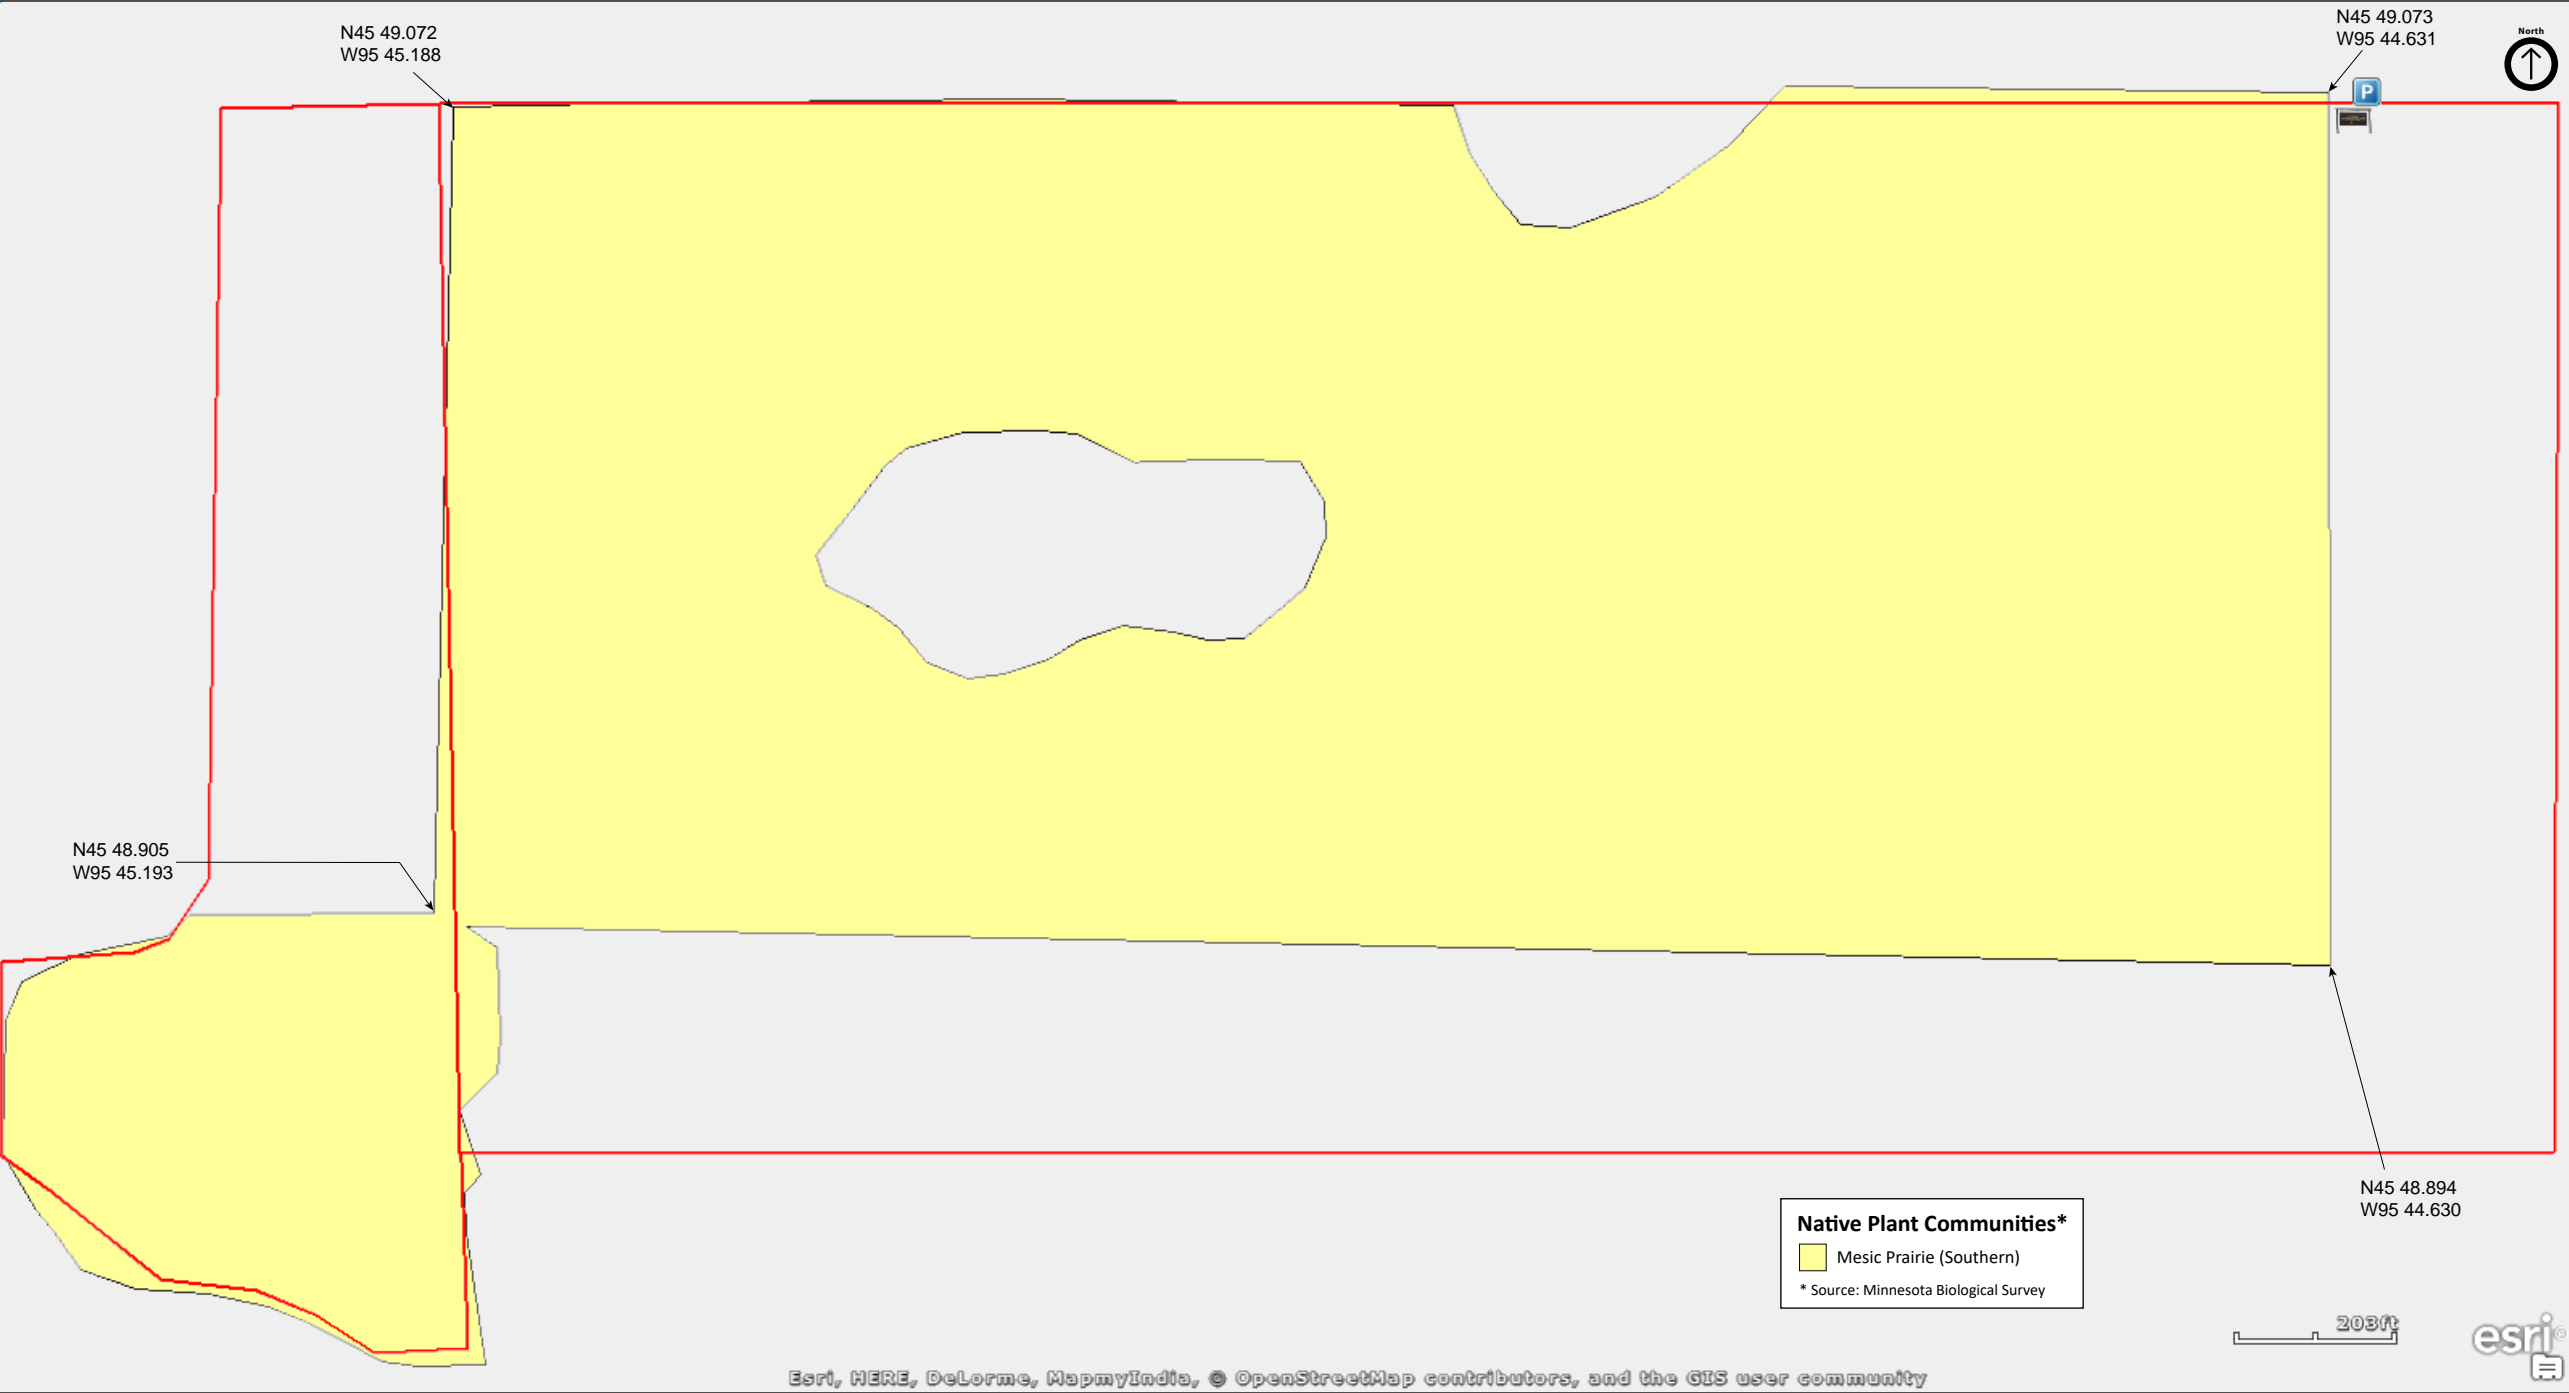 N45 49.072
W95 45.188
N45 49.073
W95 44.631
North
P
N45 48.905
W95 45.193
N45 48.894
W95 44.630
Native Plant Communities*
Mesic Prairie (Southern)
* Source: Minnesota Biological Survey
203ft
esri
Esri, HERE, DeLorme, MapmyIndia, © OpenStreetMap contributors, and the GIS user community